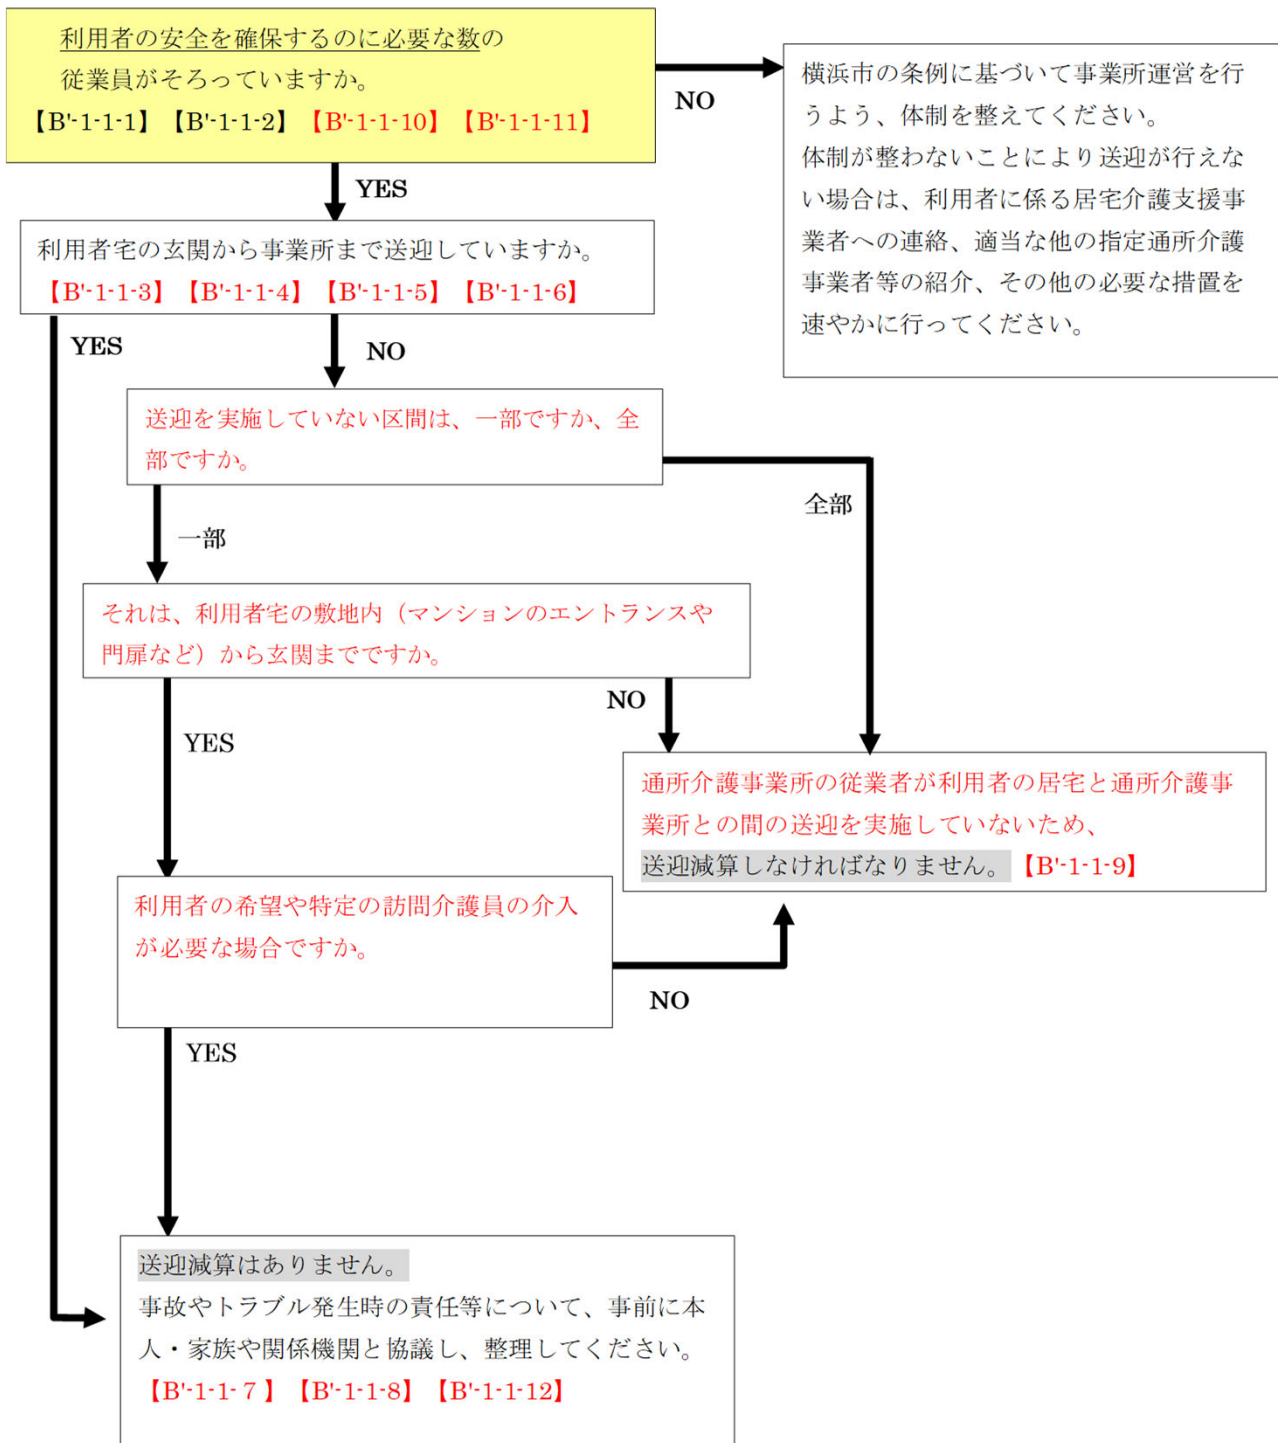 利用者の安全を確保するのに必要な数の
従業員がそろっていますか。
【B'-1-1-1】【B'-1-1-2】【B'-1-1-10】【B'-1-1-11】
NO
横浜市の条例に基づいて事業所運営を行
うよう、体制を整えてください。
体制が整わないことにより送迎が行えな
い場合は、利用者に係る居宅介護支援事
業者への連絡、適当な他の指定通所介護
事業者等の紹介、その他の必要な措置を
速やかに行ってください。
YES
利用者宅の玄関から事業所まで送迎していますか。
【B'-1-1-3】【B'-1-1-4】【B'-1-1-5】【B'-1-1-6】
YES
NO
送迎を実施していない区間は、一部ですか、全
部ですか。
全部
一部
それは、利用者宅の敷地内（マンションのエントランスや
門扉など）から玄関までですか。
NO
YES
通所介護事業所の従業者が利用者の居宅と通所介護事
業所との間の送迎を実施していないため、
送迎減算しなければなりません。【B'-1-1-9】
利用者の希望や特定の訪問介護員の介入
が必要な場合ですか。
NO
YES
送迎減算はありません。
事故やトラブル発生時の責任等について、事前に本
人・家族や関係機関と協議し、整理してください。
【B'-1-1-７】【B'-1-1-8】【B'-1-1-12】